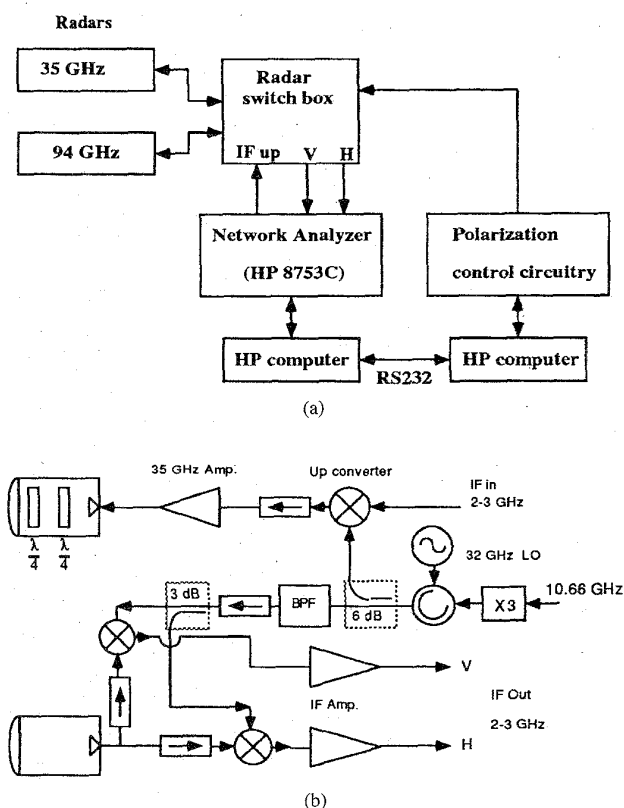 Radars
35 GHz
94 GHz
Radar
switch box
IF up V H
Network Analyzer
(HP 8753C)
Polarization
control circuitry
HP computer
RS232
HP computer
(a)
35 GHz Amp.
Up converter
IF in
2-3 GHz
λ/4 λ/4
32 GHz LO
3 dB
BPF
6 dB
X3
10.66 GHz
V
IF Amp.
IF Out
2-3 GHz
H
(b)